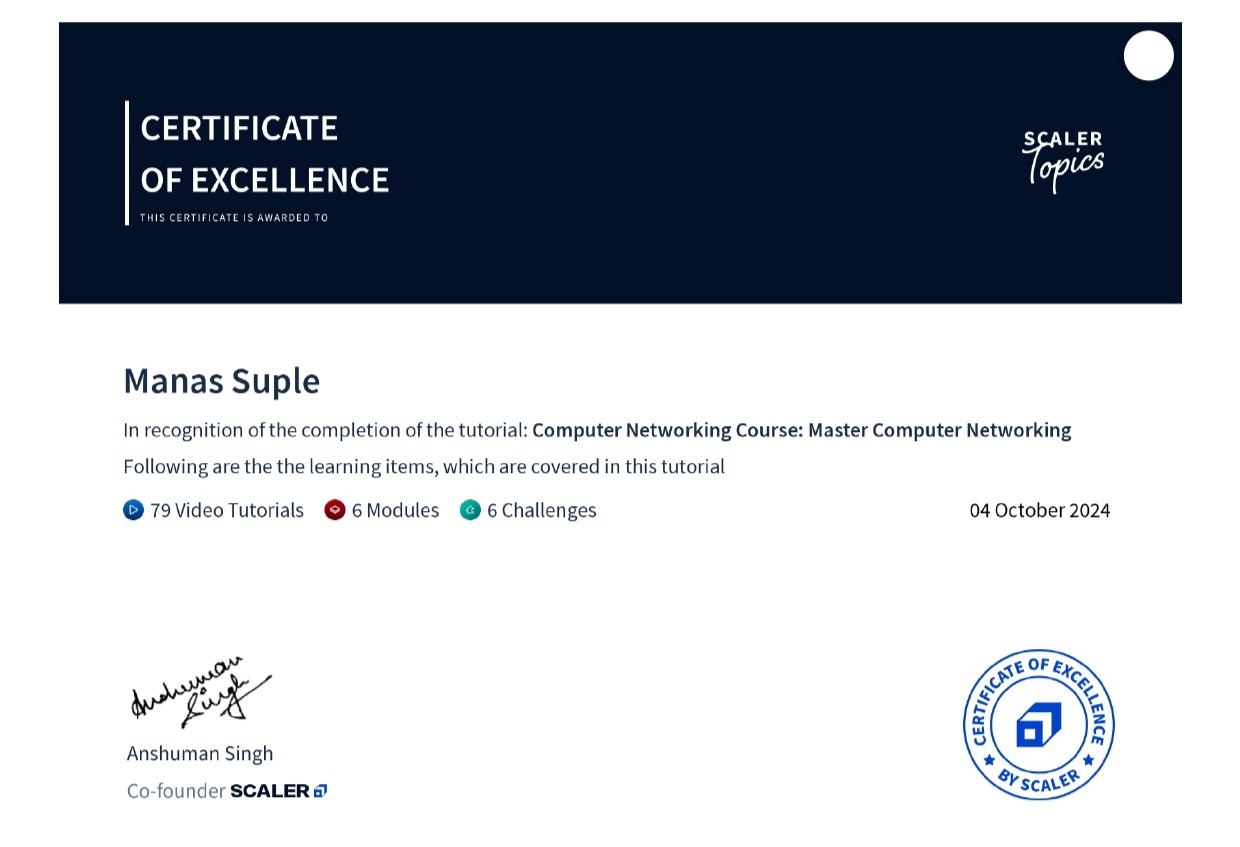 CERTIFICATE
OF EXCELLENCE
THIS CERTIFICATE IS AWARDED TO
SCALER
Topics
Manas Suple
In recognition of the completion of the tutorial: Computer Networking Course: Master Computer Networking
Following are the the learning items, which are covered in this tutorial
79 Video Tutorials 6 Modules 6 Challenges 04 October 2024
Anshuman
Singh
Anshuman Singh
Co-founder SCALER
CERTIFICATE OF EXCELLENCE
BY SCALER